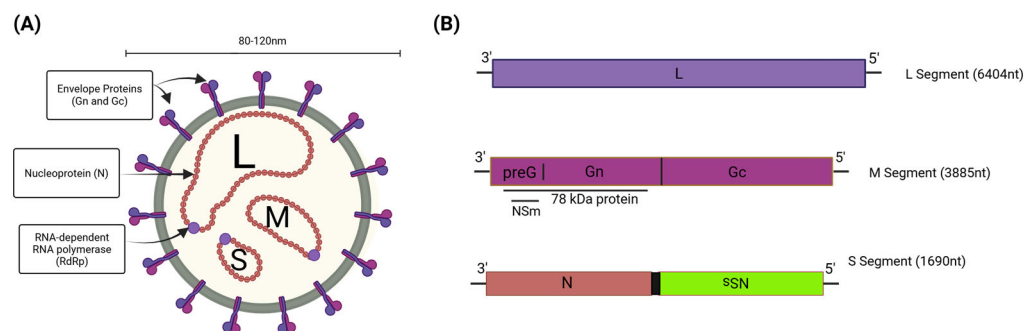 (A)
80-120nm
Envelope Proteins
(Gn and Gc)
Nucleoprotein (N)
RNA-dependent
RNA polymerase
(RdRp)
L
M
S
(B)
3'
5'
L
L Segment (6404nt)
3'
5'
preG
Gn
Gc
M Segment (3885nt)
78 kDa protein
NSm
3'
5'
S Segment (1690nt)
N
ᔆSN